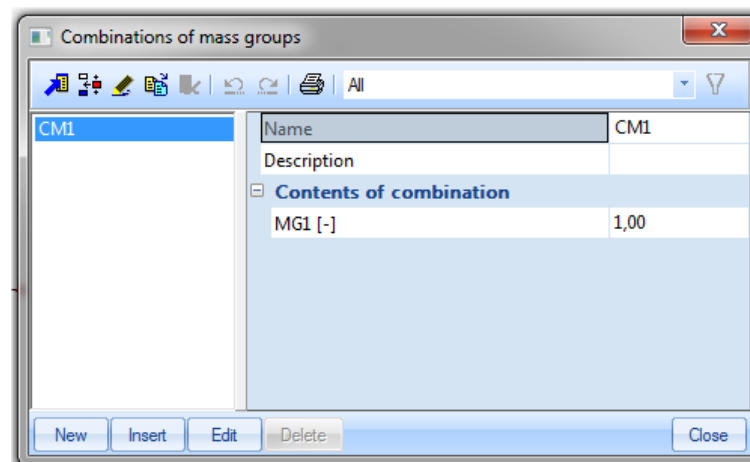 Combinations of mass groups
All
CM1
Name CM1
Description
Contents of combination
MG1 [-] 1,00
New Insert Edit Delete Close